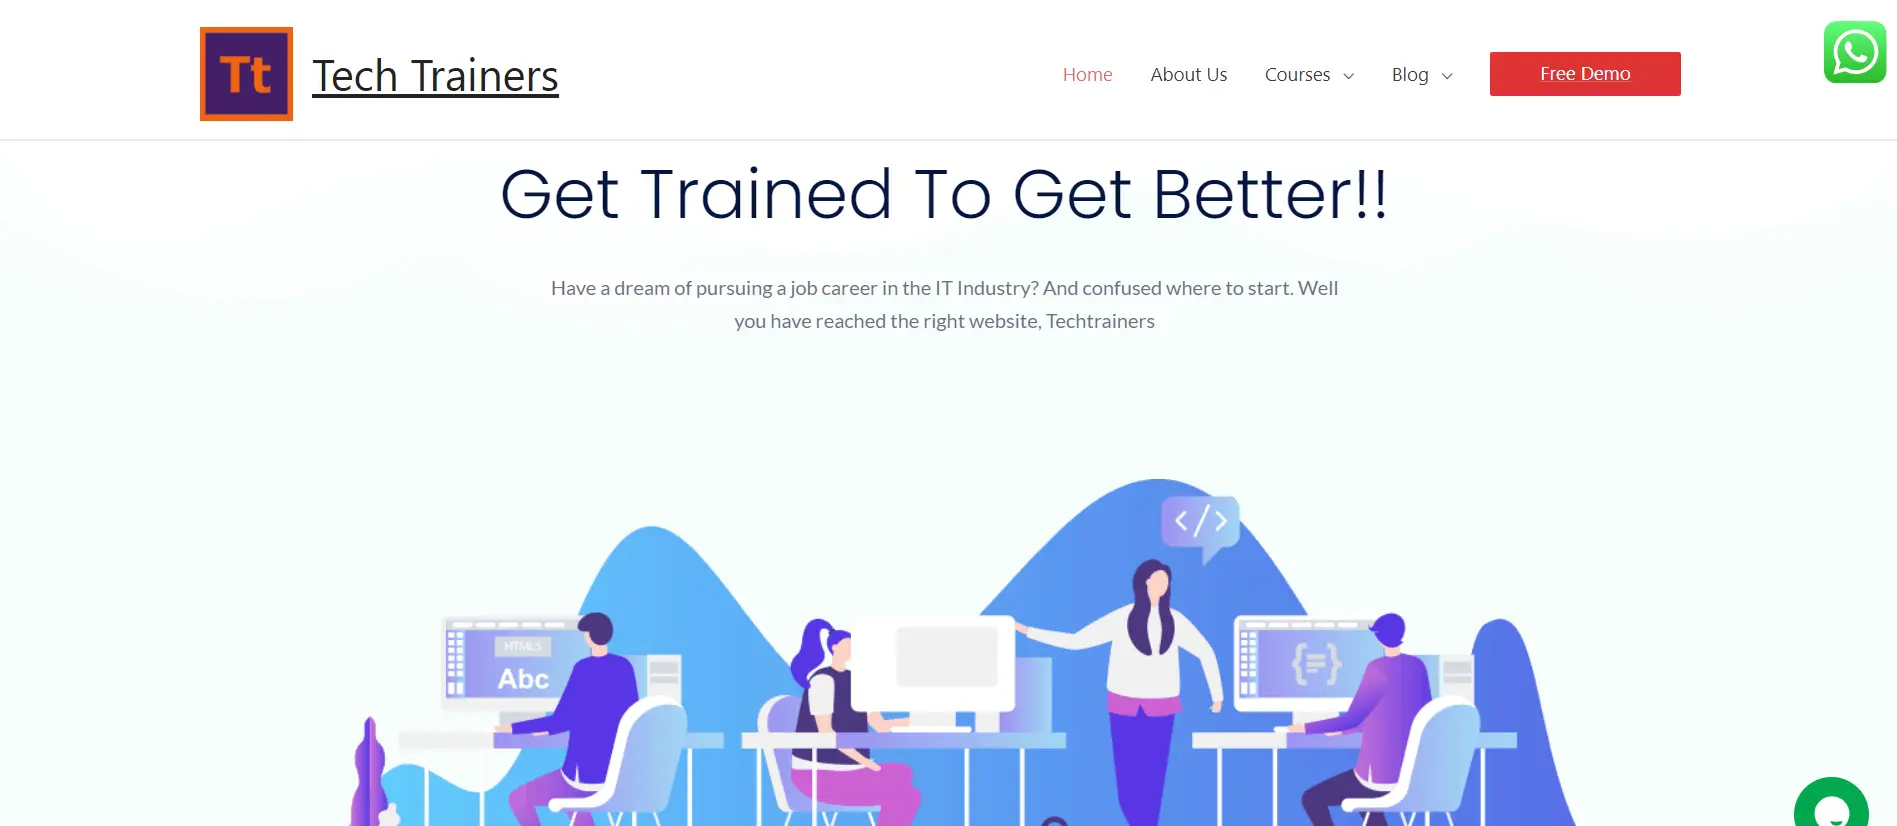 Tt
Tech Trainers
Home About Us Courses Blog Free Demo
Get Trained To Get Better!!
Have a dream of pursuing a job career in the IT Industry? And confused where to start. Well
you have reached the right website, Techtrainers
</>
HTML5
Abc
{ }